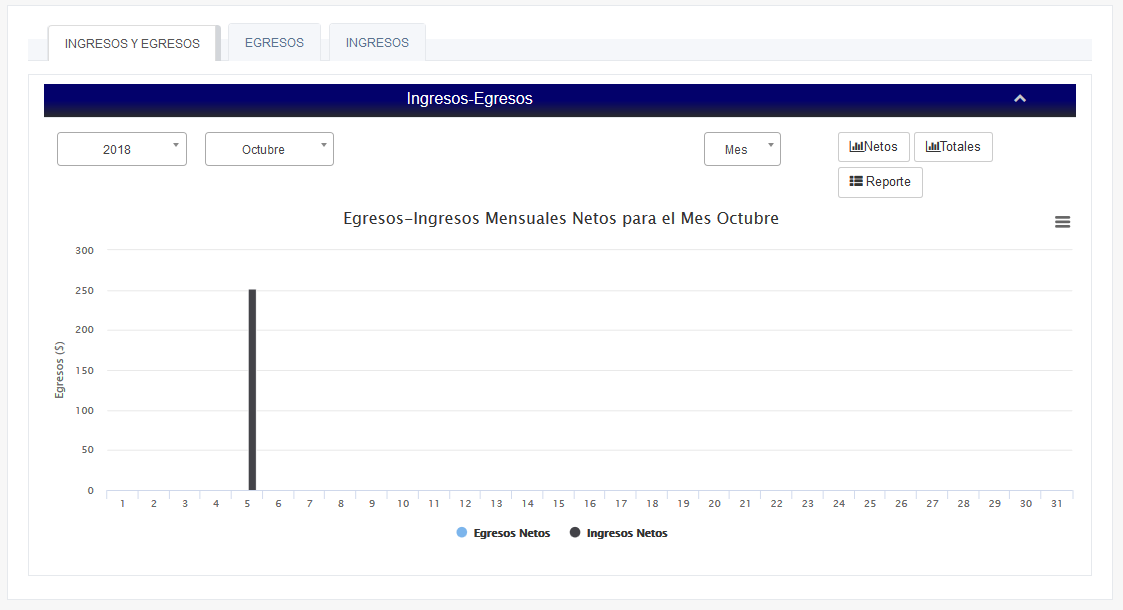 INGRESOS Y EGRESOS EGRESOS INGRESOS
Ingresos-Egresos
2018 Octubre Mes Netos Totales
Reporte
Egresos-Ingresos Mensuales Netos para el Mes Octubre
300
250
200
150
100
50
0
Egresos ($)
1 2 3 4 5 6 7 8 9 10 11 12 13 14 15 16 17 18 19 20 21 22 23 24 25 26 27 28 29 30 31
Egresos Netos Ingresos Netos